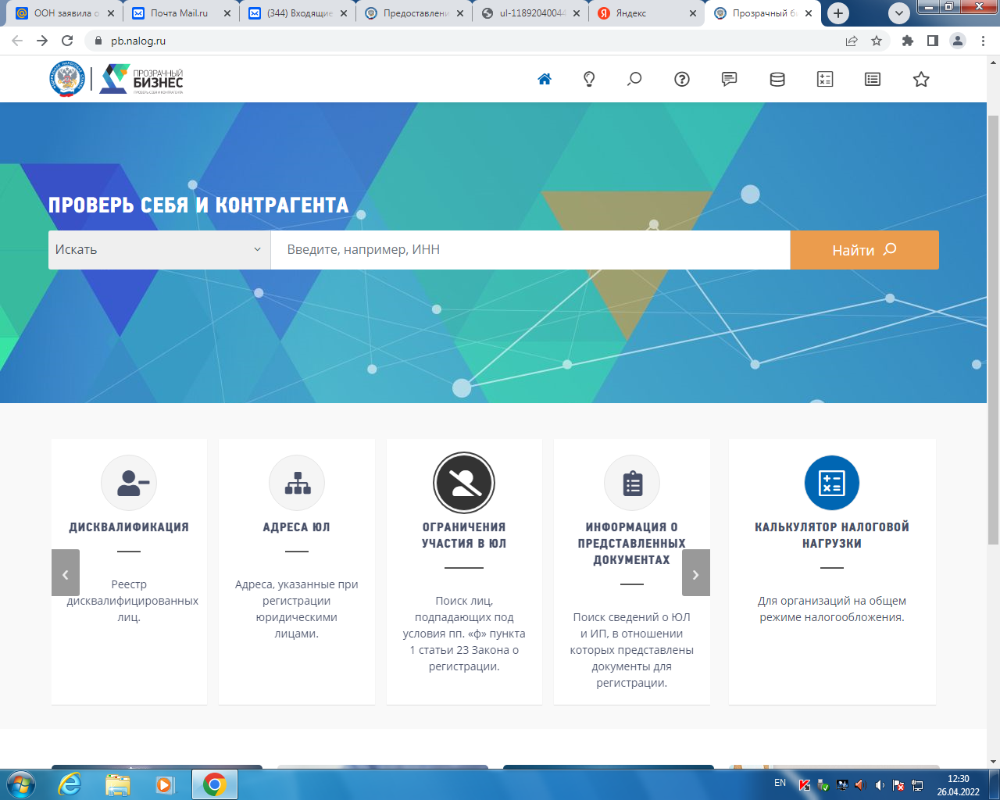 ООН заявила о
Почта Mail.ru
(344) Входящие
Предоставлени
ul-11892040044
Яндекс
Прозрачный б
pb.nalog.ru
ПРОЗРАЧНЫЙ
БИЗНЕС
ПРОВЕРЬ СЕБЯ И КОНТРАГЕНТА
ПРОВЕРЬ СЕБЯ И КОНТРАГЕНТА
Искать
Введите, например, ИНН
Найти
ДИСКВАЛИФИКАЦИЯ
Реестр
дисквалифицированных
лиц.
АДРЕСА ЮЛ
Адреса, указанные при
регистрации
юридическими
лицами.
ОГРАНИЧЕНИЯ
УЧАСТИЯ В ЮЛ
Поиск лиц,
подпадающих под
условия пп. «ф» пункта
1 статьи 23 Закона о
регистрации.
ИНФОРМАЦИЯ О
ПРЕДСТАВЛЕННЫХ
ДОКУМЕНТАХ
Поиск сведений о ЮЛ
и ИП, в отношении
которых представлены
документы для
регистрации.
КАЛЬКУЛЯТОР НАЛОГОВОЙ
НАГРУЗКИ
Для организаций на общем
режиме налогообложения.
EN
12:30
26.04.2022